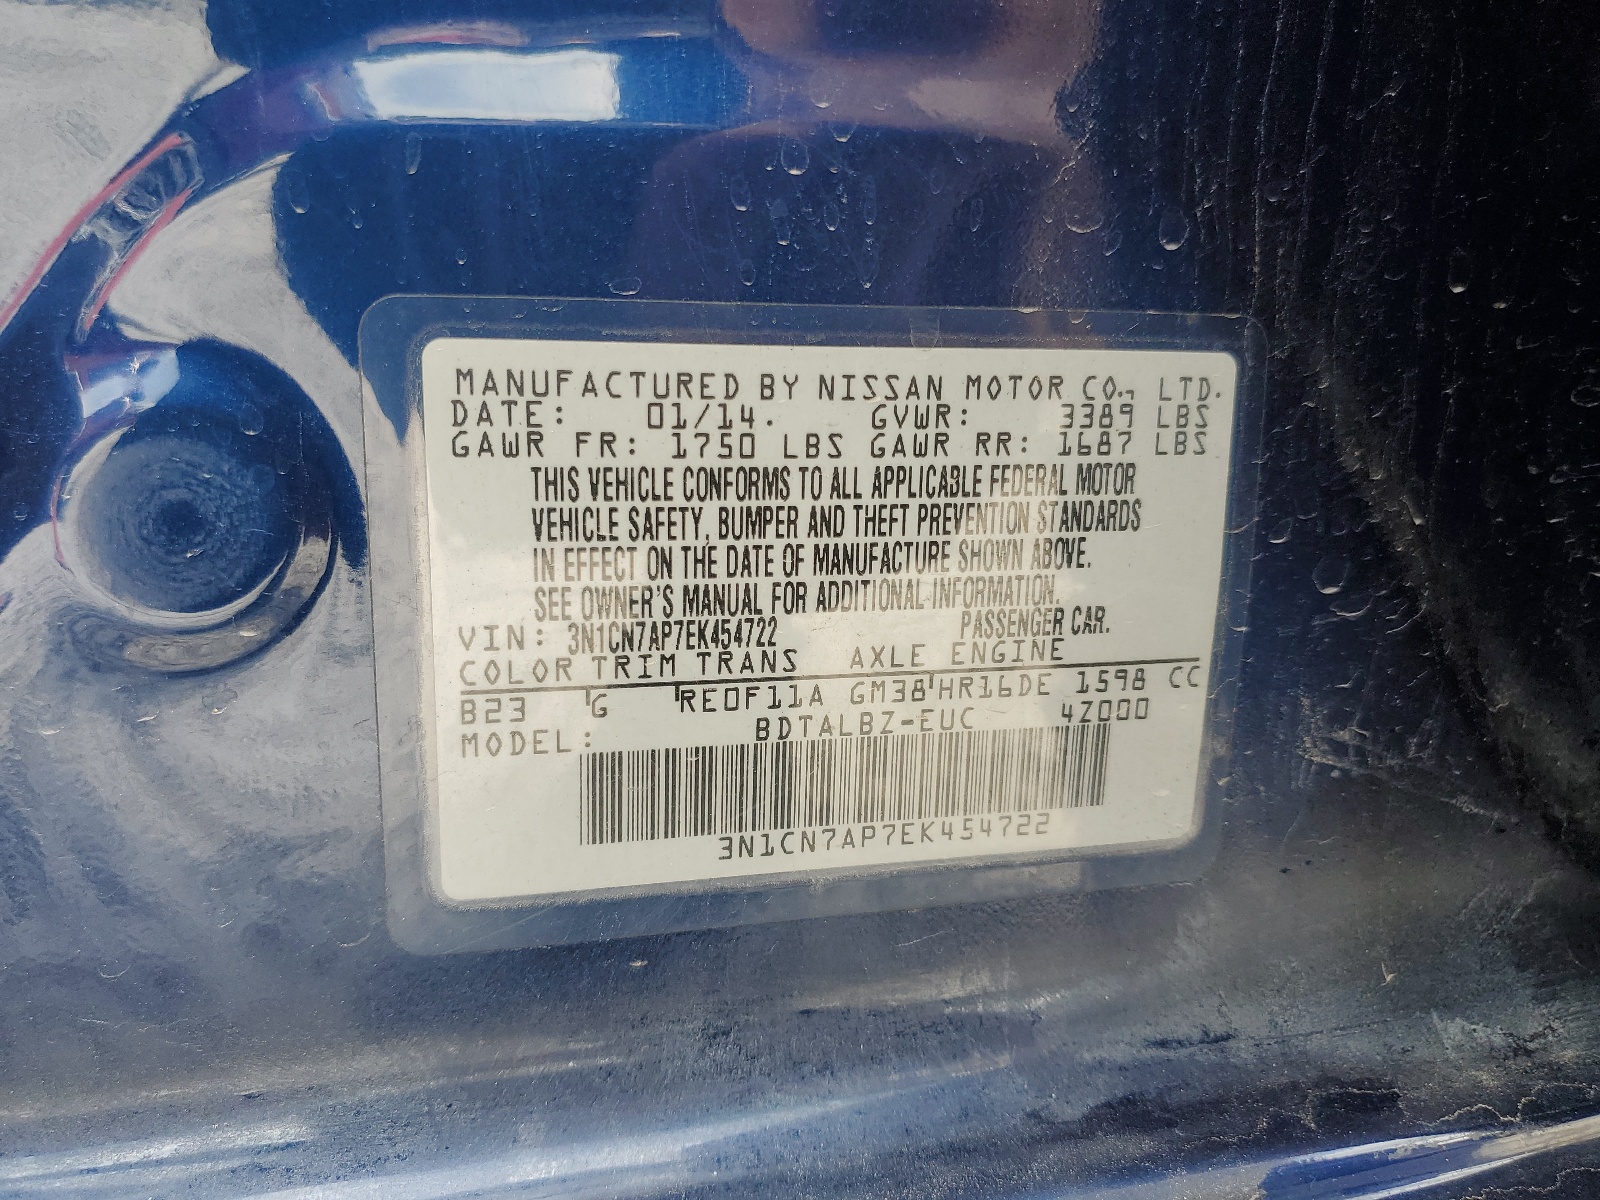 MANUFACTURED BY NISSAN MOTOR CO., LTD.
DATE: 01/14. GVWR: 3389 LBS
GAWR FR: 1750 LBS GAWR RR: 1687 LBS
THIS VEHICLE CONFORMS TO ALL APPLICABLE FEDERAL MOTOR
VEHICLE SAFETY, BUMPER AND THEFT PREVENTION STANDARDS
IN EFFECT ON THE DATE OF MANUFACTURE SHOWN ABOVE.
SEE OWNER'S MANUAL FOR ADDITIONAL INFORMATION.
VIN: 3N1CN7AP7EK454722 PASSENGER CAR.
COLOR TRIM TRANS AXLE ENGINE
B23 G RE0F11A GM38 HR16DE 1598 CC
MODEL: BDTALBZ-EUC 4Z000
3N1CN7AP7EK454722